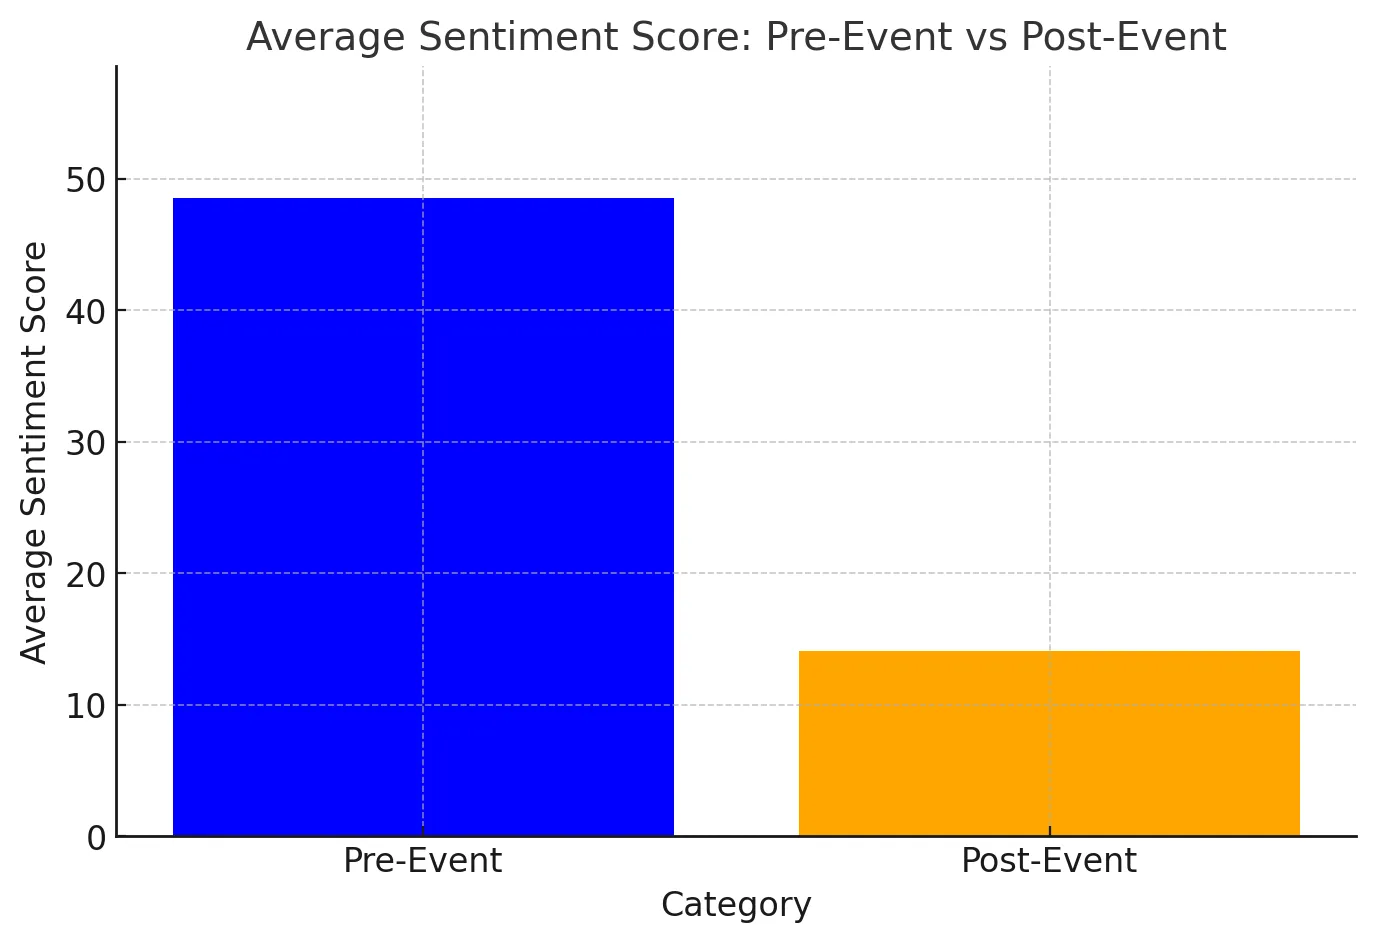 Average Sentiment Score: Pre-Event vs Post-Event
Average Sentiment Score
50
40
30
20
10
0
Pre-Event
Post-Event
Category